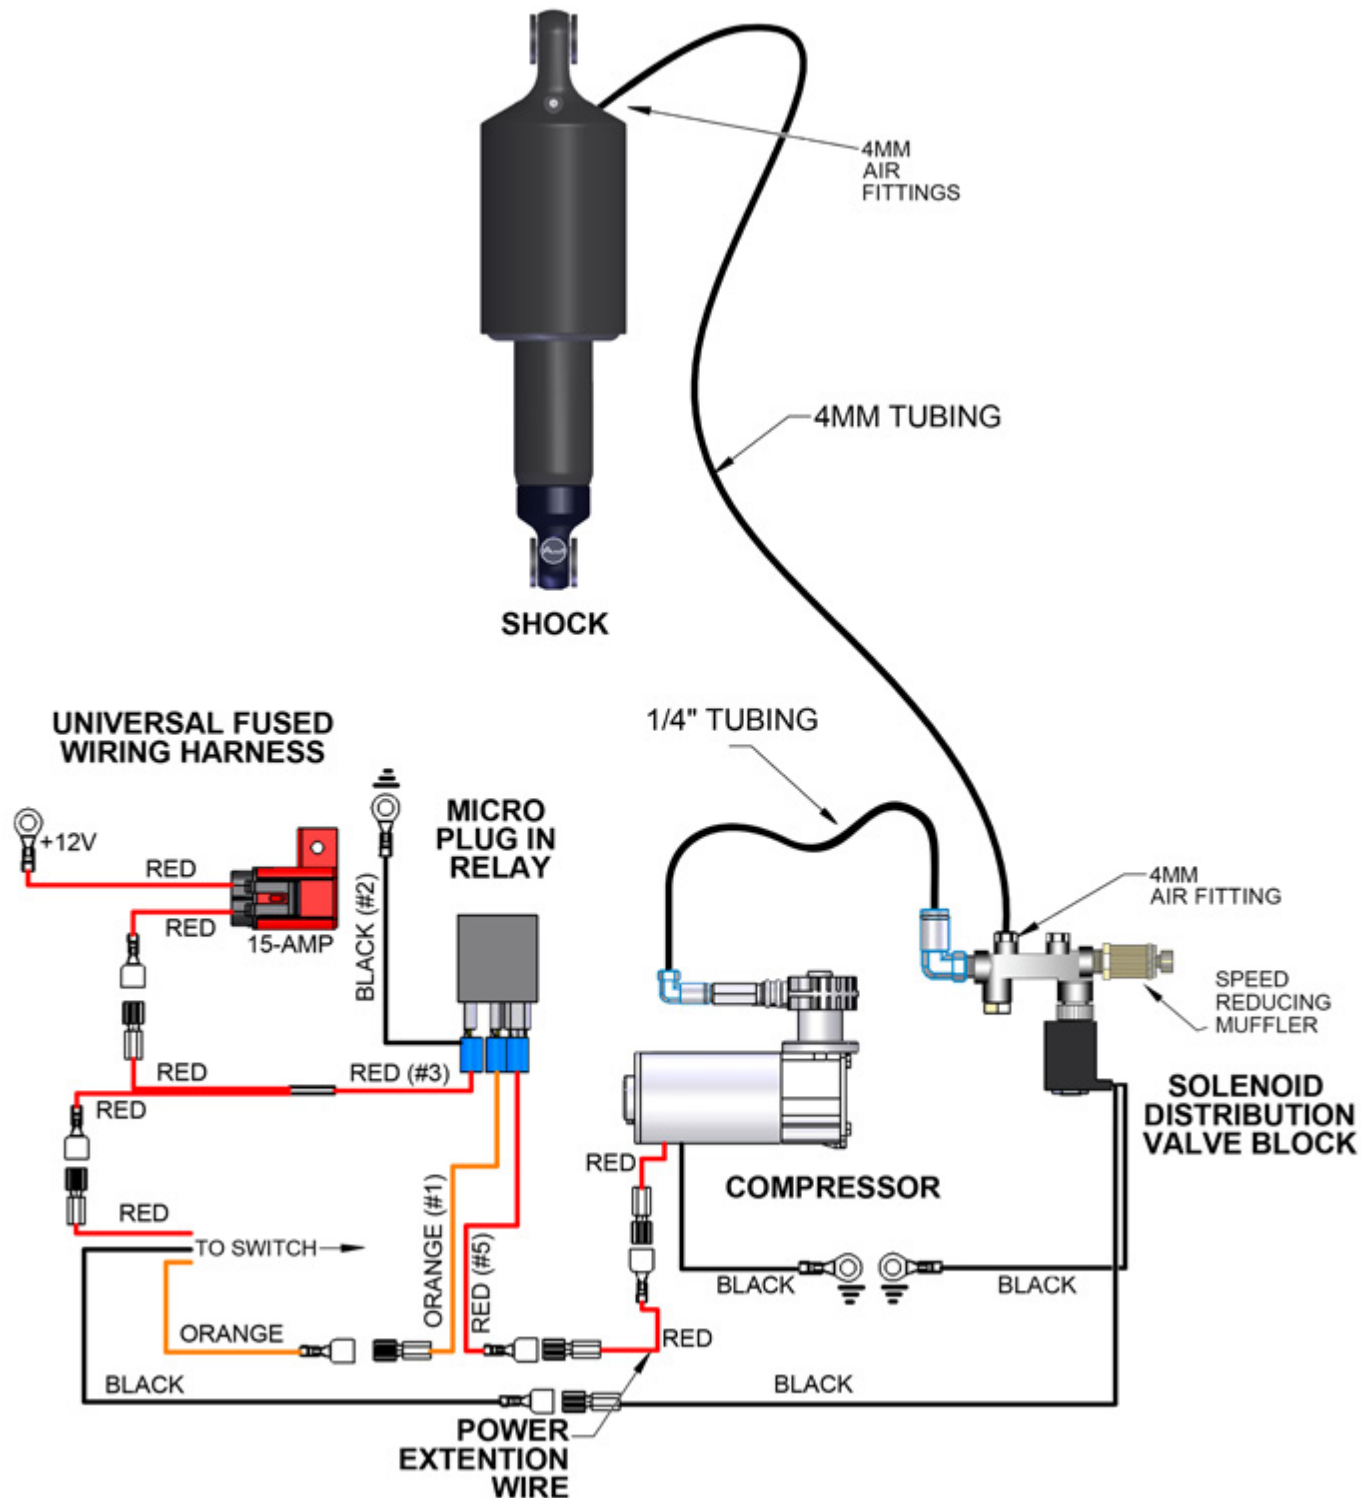 4MM
AIR
FITTINGS
4MM TUBING
SHOCK
UNIVERSAL FUSED
WIRING HARNESS
1/4" TUBING
+12V
RED
RED
15-AMP
BLACK (#2)
MICRO
PLUG IN
RELAY
4MM
AIR FITTING
SPEED
REDUCING
MUFFLER
RED
RED (#3)
RED
SOLENOID
DISTRIBUTION
VALVE BLOCK
RED
COMPRESSOR
RED
TO SWITCH
ORANGE (#1)
RED (#5)
BLACK
BLACK
ORANGE
RED
BLACK
BLACK
POWER
EXTENTION
WIRE